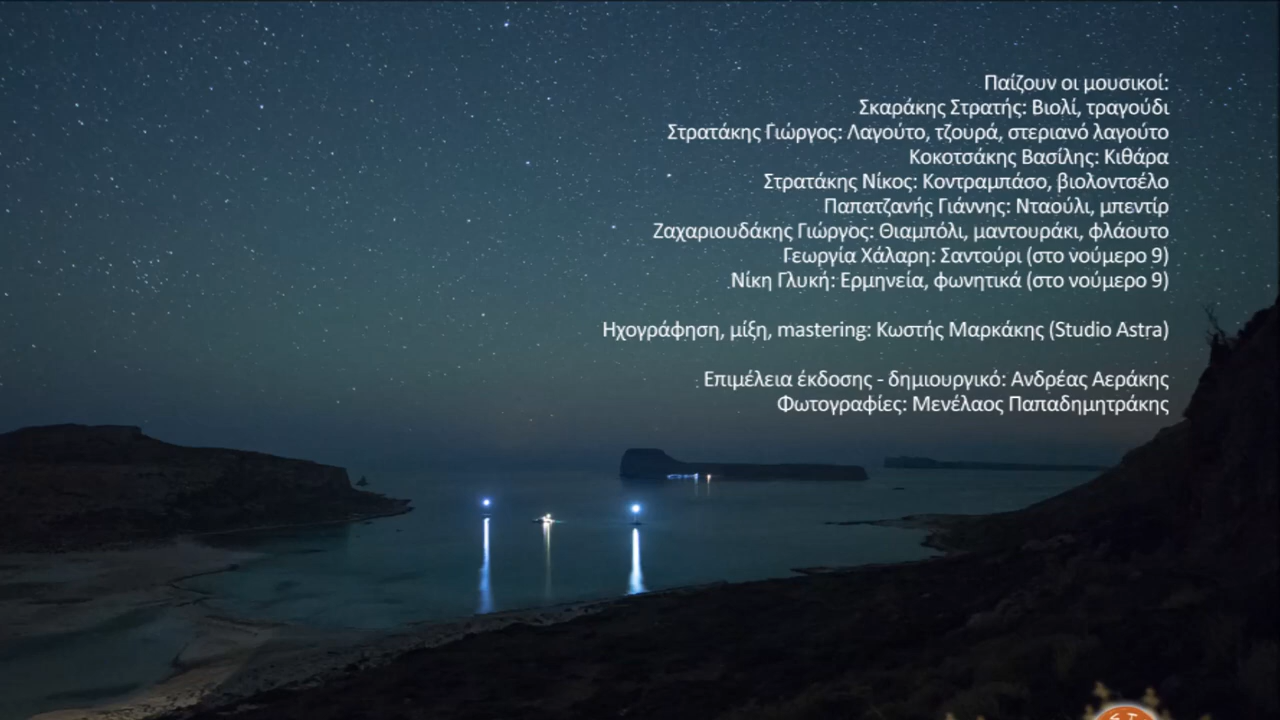 Παίζουν οι μουσικοί:
Σκαράκης Στρατής: Βιολί, τραγούδι
Στρατάκης Γιώργος: Λαγούτο, τζουρά, στεριανό λαγούτο
Κοκοτσάκης Βασίλης: Κιθάρα
Στρατάκης Νίκος: Κοντραμπάσο, βιολοντσέλο
Παπατζανής Γιάννης: Νταούλι, μπεντίρ
Ζαχαριουδάκης Γιώργος: Θιαμπόλι, μαντουράκι, φλάουτο
Γεωργία Χάλαρη: Σαντούρι (στο νούμερο 9)
Νίκη Γλυκή: Ερμηνεία, φωνητικά (στο νούμερο 9)
Ηχογράφηση, μίξη, mastering: Κωστής Μαρκάκης (Studio Astra)
Επιμέλεια έκδοσης - δημιουργικό: Ανδρέας Αεράκης
Φωτογραφίες: Μενέλαος Παπαδημητράκης